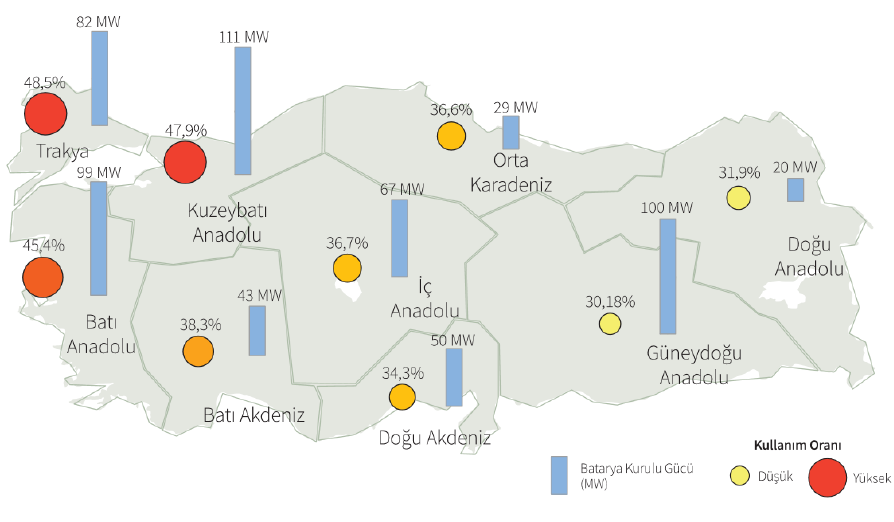 82 MW
48,5%
Trakya
111 MW
47,9%
Kuzeybatı
Anadolu
99 MW
45,4%
Batı
Anadolu
43 MW
38,3%
Batı Akdeniz
67 MW
36,7%
İç
Anadolu
50 MW
34,3%
Doğu Akdeniz
29 MW
36,6%
Orta
Karadeniz
100 MW
30,18%
Güneydoğu
Anadolu
20 MW
31,9%
Doğu
Anadolu
Batarya Kurulu Gücü
(MW)
Kullanım Oranı
Düşük
Yüksek